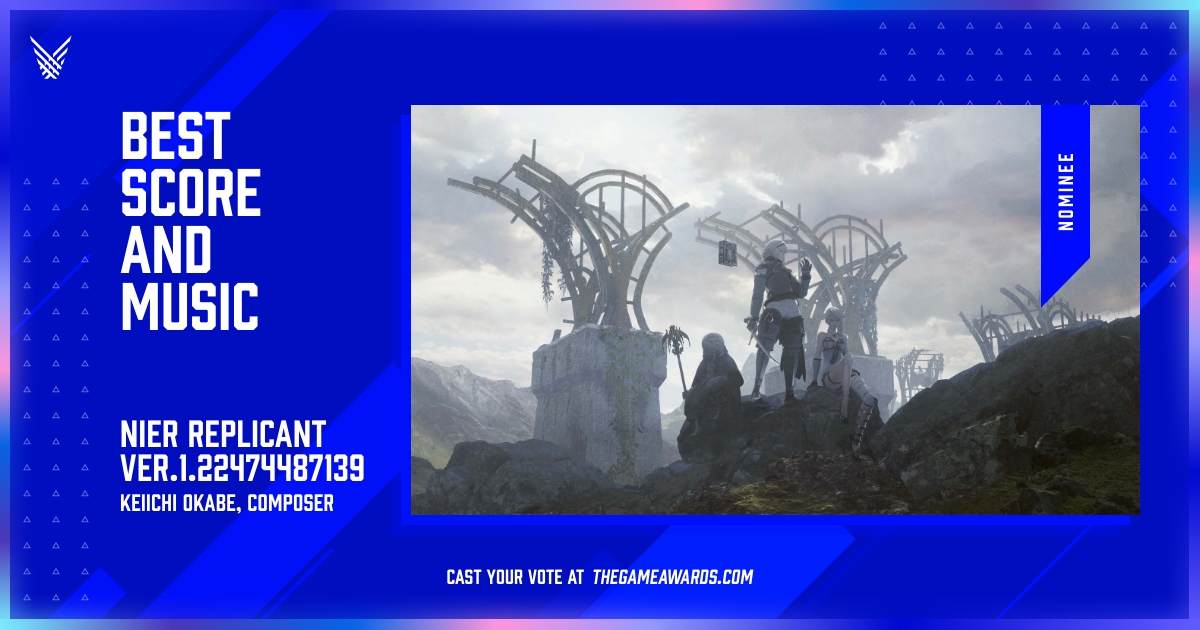 BEST
SCORE
AND
MUSIC
NIER REPLICANT
VER.1.22474487139
KEIICHI OKABE, COMPOSER
NOMINEE
CAST YOUR VOTE AT THEGAMEAWARDS.COM